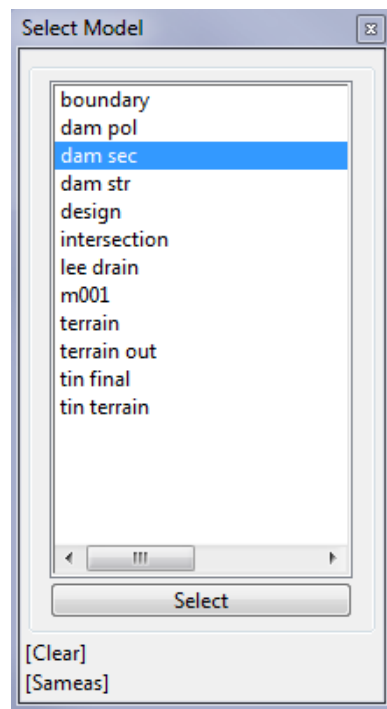 Select Model
boundary
dam pol
dam sec
dam str
design
intersection
lee drain
m001
terrain
terrain out
tin final
tin terrain
Select
[Clear]
[Sameas]